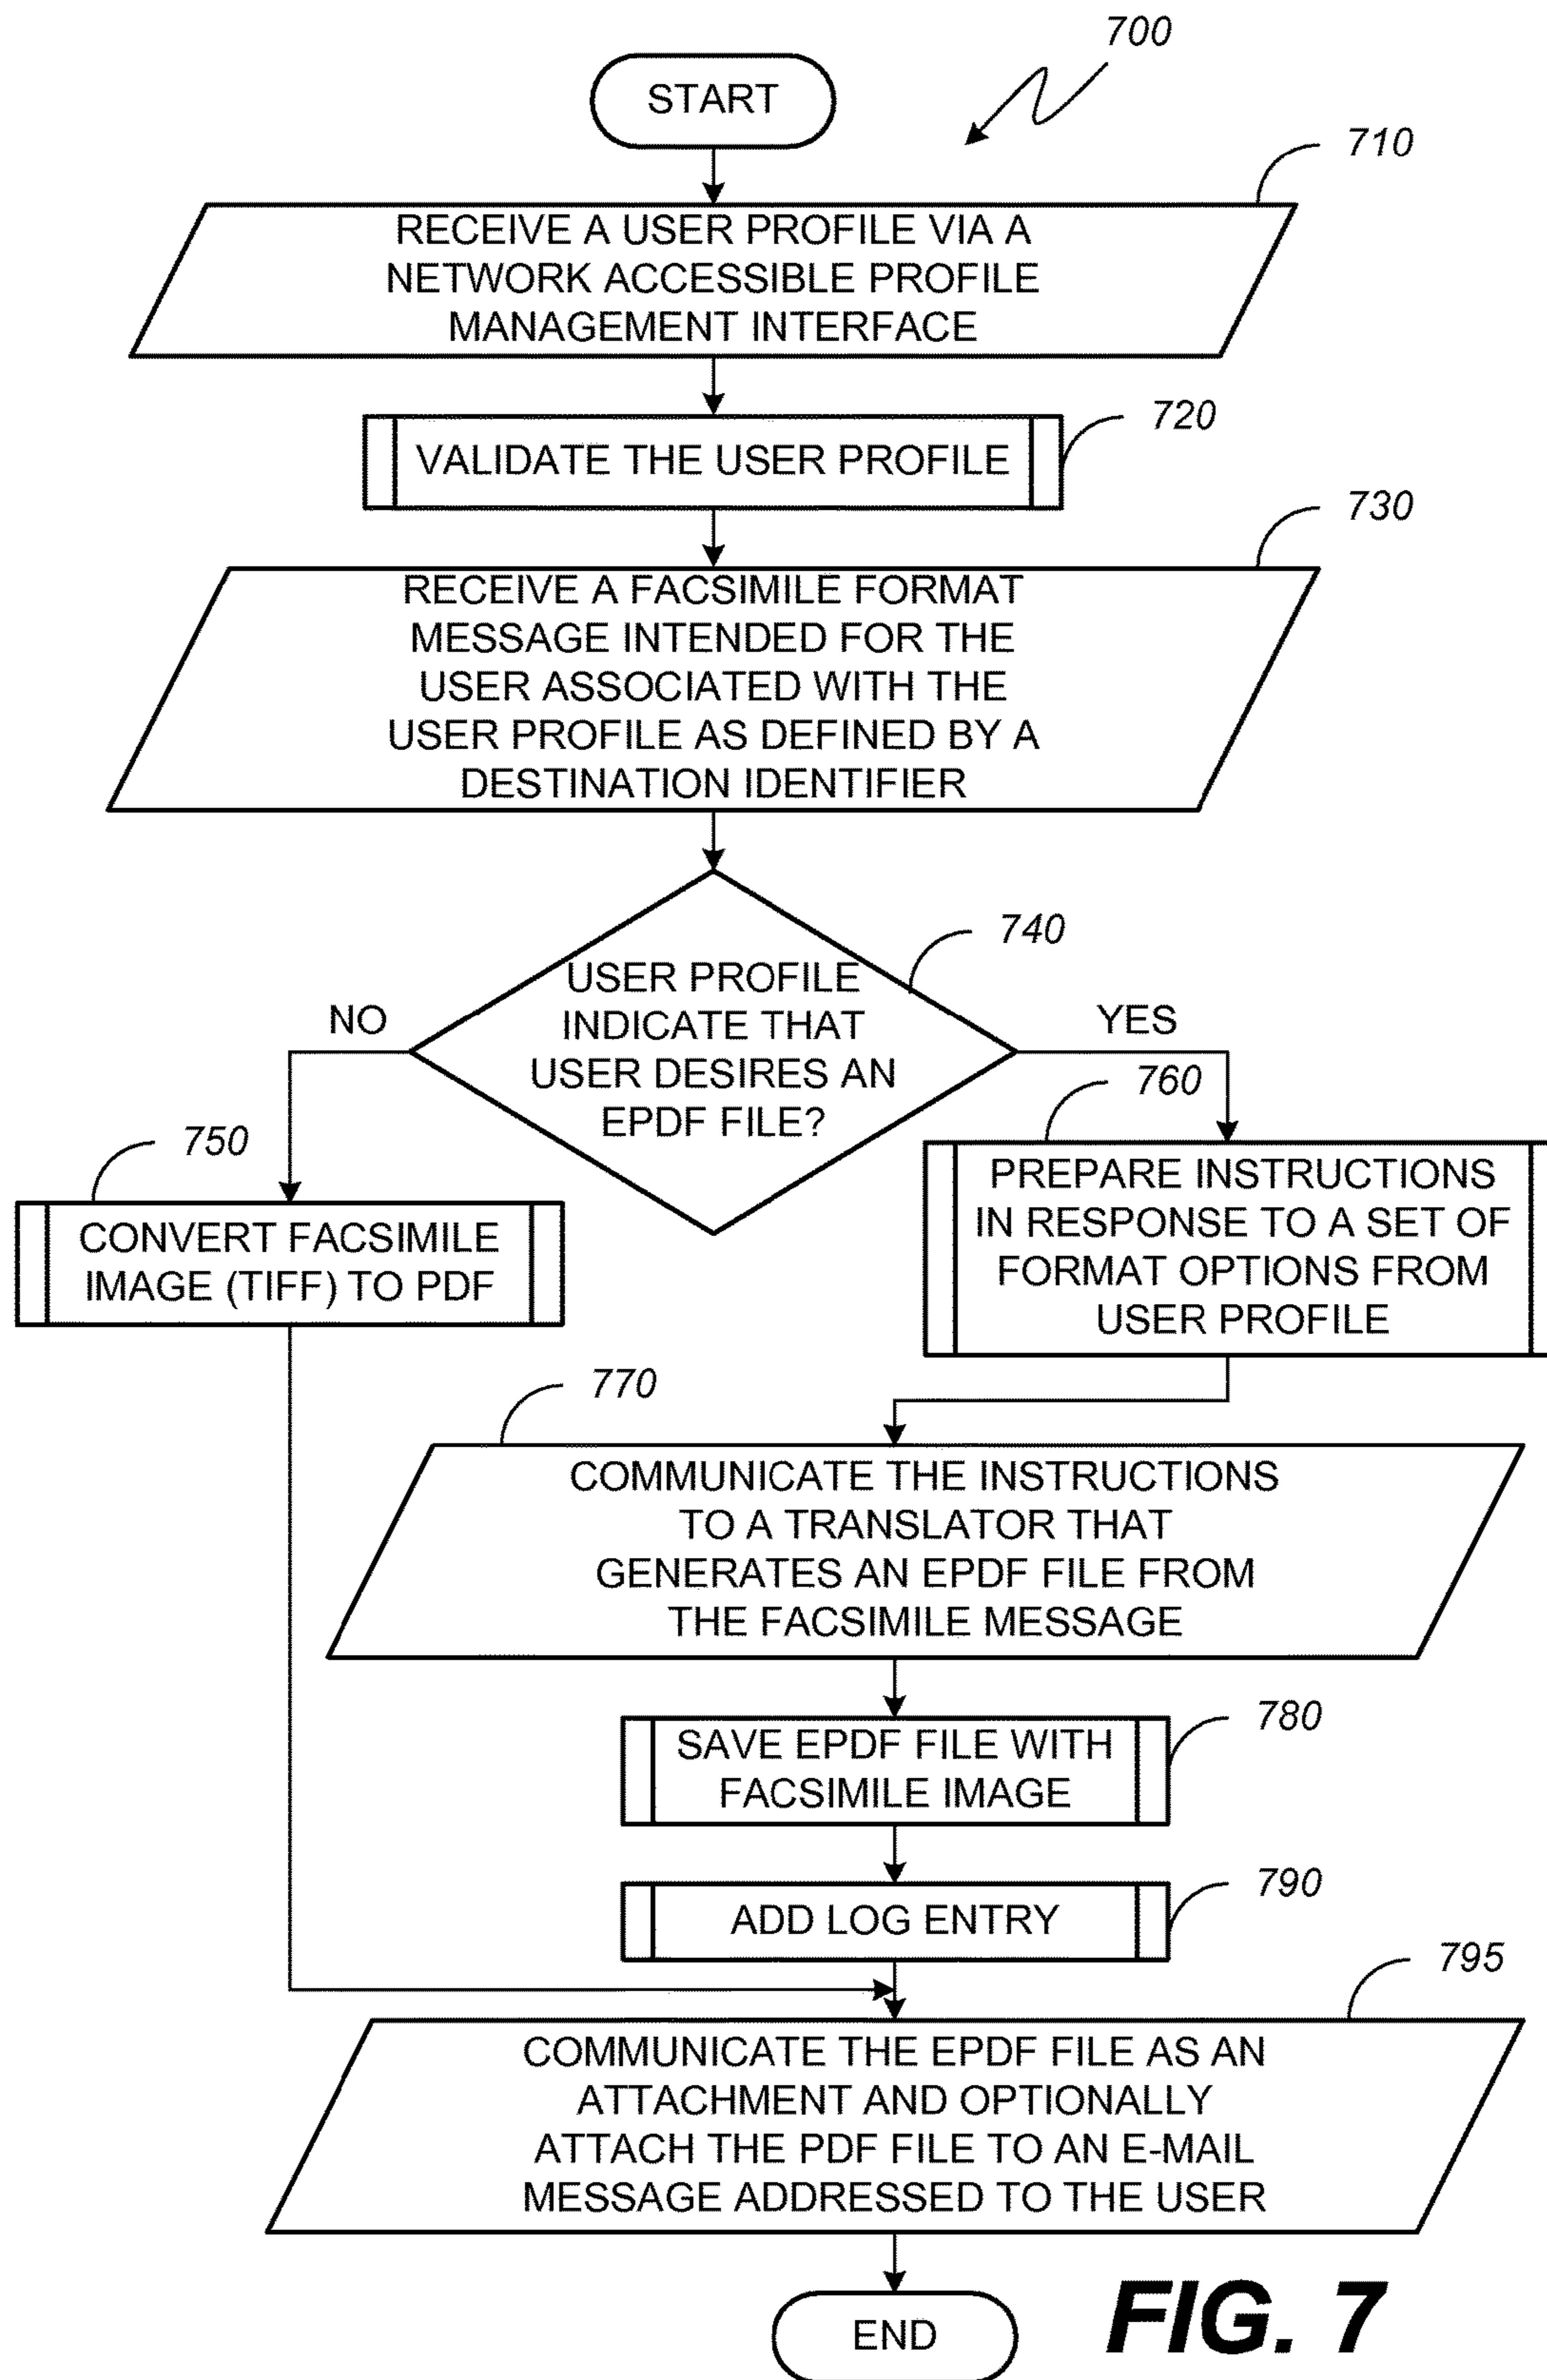 700
START
710
RECEIVE A USER PROFILE VIA A
NETWORK ACCESSIBLE PROFILE
MANAGEMENT INTERFACE
720
VALIDATE THE USER PROFILE
730
RECEIVE A FACSIMILE FORMAT
MESSAGE INTENDED FOR THE
USER ASSOCIATED WITH THE
USER PROFILE AS DEFINED BY A
DESTINATION IDENTIFIER
740
USER PROFILE
INDICATE THAT
USER DESIRES AN
EPDF FILE?
NO
YES
750
CONVERT FACSIMILE
IMAGE (TIFF) TO PDF
760
PREPARE INSTRUCTIONS
IN RESPONSE TO A SET OF
FORMAT OPTIONS FROM
USER PROFILE
770
COMMUNICATE THE INSTRUCTIONS
TO A TRANSLATOR THAT
GENERATES AN EPDF FILE FROM
THE FACSIMILE MESSAGE
780
SAVE EPDF FILE WITH
FACSIMILE IMAGE
790
ADD LOG ENTRY
795
COMMUNICATE THE EPDF FILE AS AN
ATTACHMENT AND OPTIONALLY
ATTACH THE PDF FILE TO AN E-MAIL
MESSAGE ADDRESSED TO THE USER
END
FIG. 7